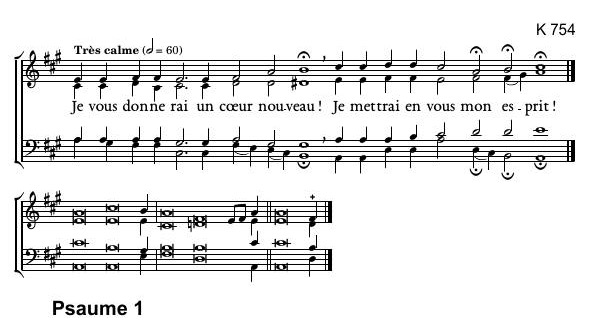 K 754
Très calme (𝅗𝅥 = 60)
Je vous donne rai un cœur nou-veau ! Je mettrai en vous mon es - prit !
Psaume 1